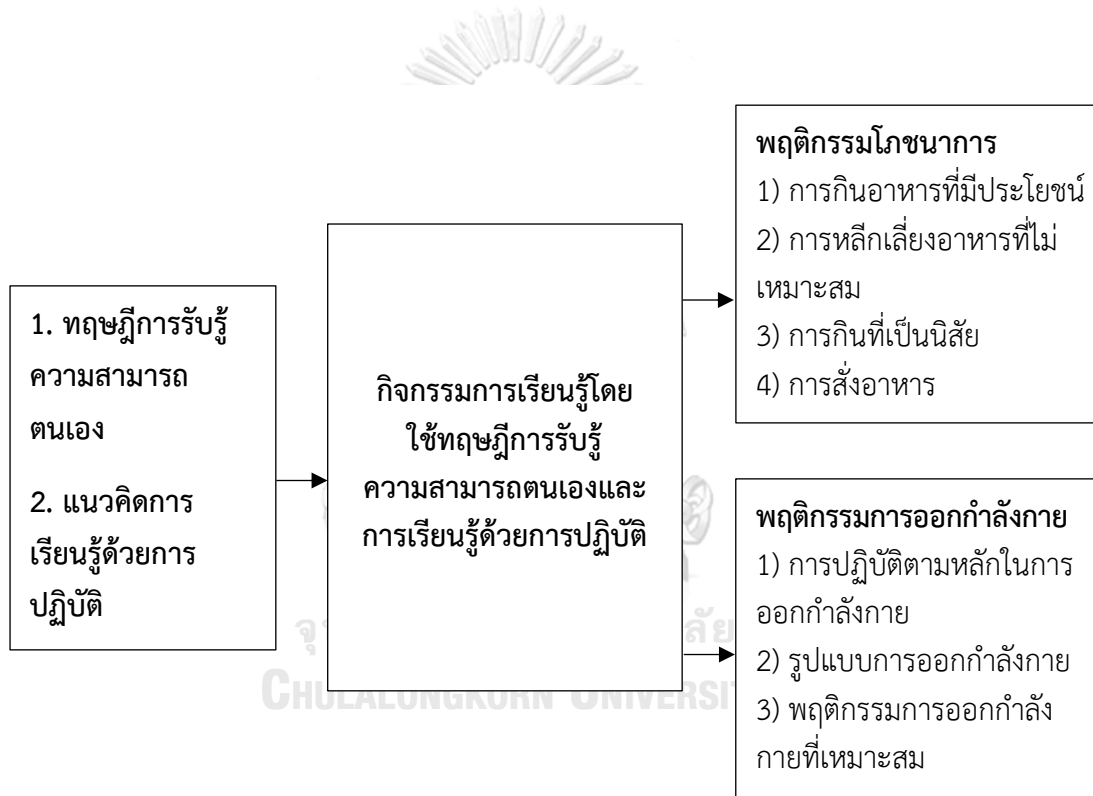 1. ทฤษฎีการรับรู้
ความสามารถ
ตนเอง
2. แนวคิดการ
เรียนรู้ด้วยการ
ปฏิบัติ
กิจกรรมการเรียนรู้โดย
ใช้ทฤษฎีการรับรู้
ความสามารถตนเองและ
การเรียนรู้ด้วยการปฏิบัติ
พฤติกรรมโภชนาการ
1) การกินอาหารที่มีประโยชน์
2) การหลีกเลี่ยงอาหารที่ไม่
เหมาะสม
3) การกินที่เป็นนิสัย
4) การสั่งอาหาร
พฤติกรรมการออกกำลังกาย
1) การปฏิบัติตามหลักในการ
ออกกำลังกาย
2) รูปแบบการออกกำลังกาย
3) พฤติกรรมการออกกำลัง
กายที่เหมาะสม
CHULALONGKORN UNIVERSI